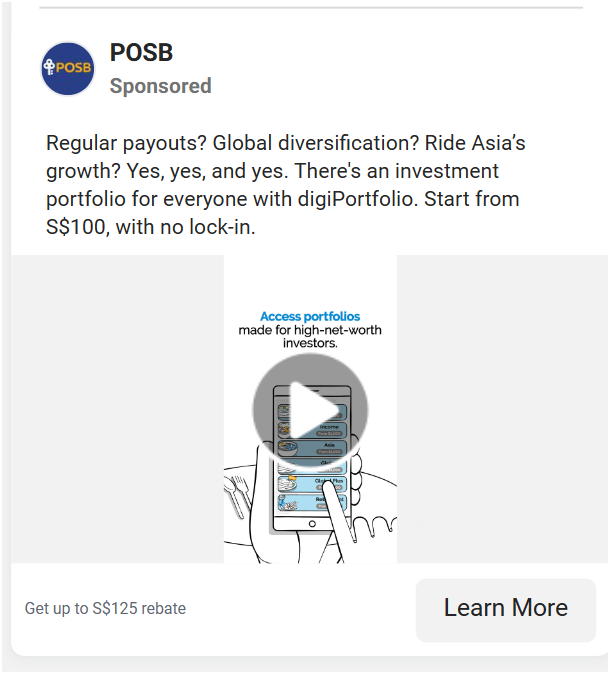 POSB
POSB
Sponsored
Regular payouts? Global diversification? Ride Asia’s
growth? Yes, yes, and yes. There's an investment
portfolio for everyone with digiPortfolio. Start from
S$100, with no lock-in.
Access portfolios
made for high-net-worth
investors.
Income
Asia
Plus
Get up to S$125 rebate
Learn More